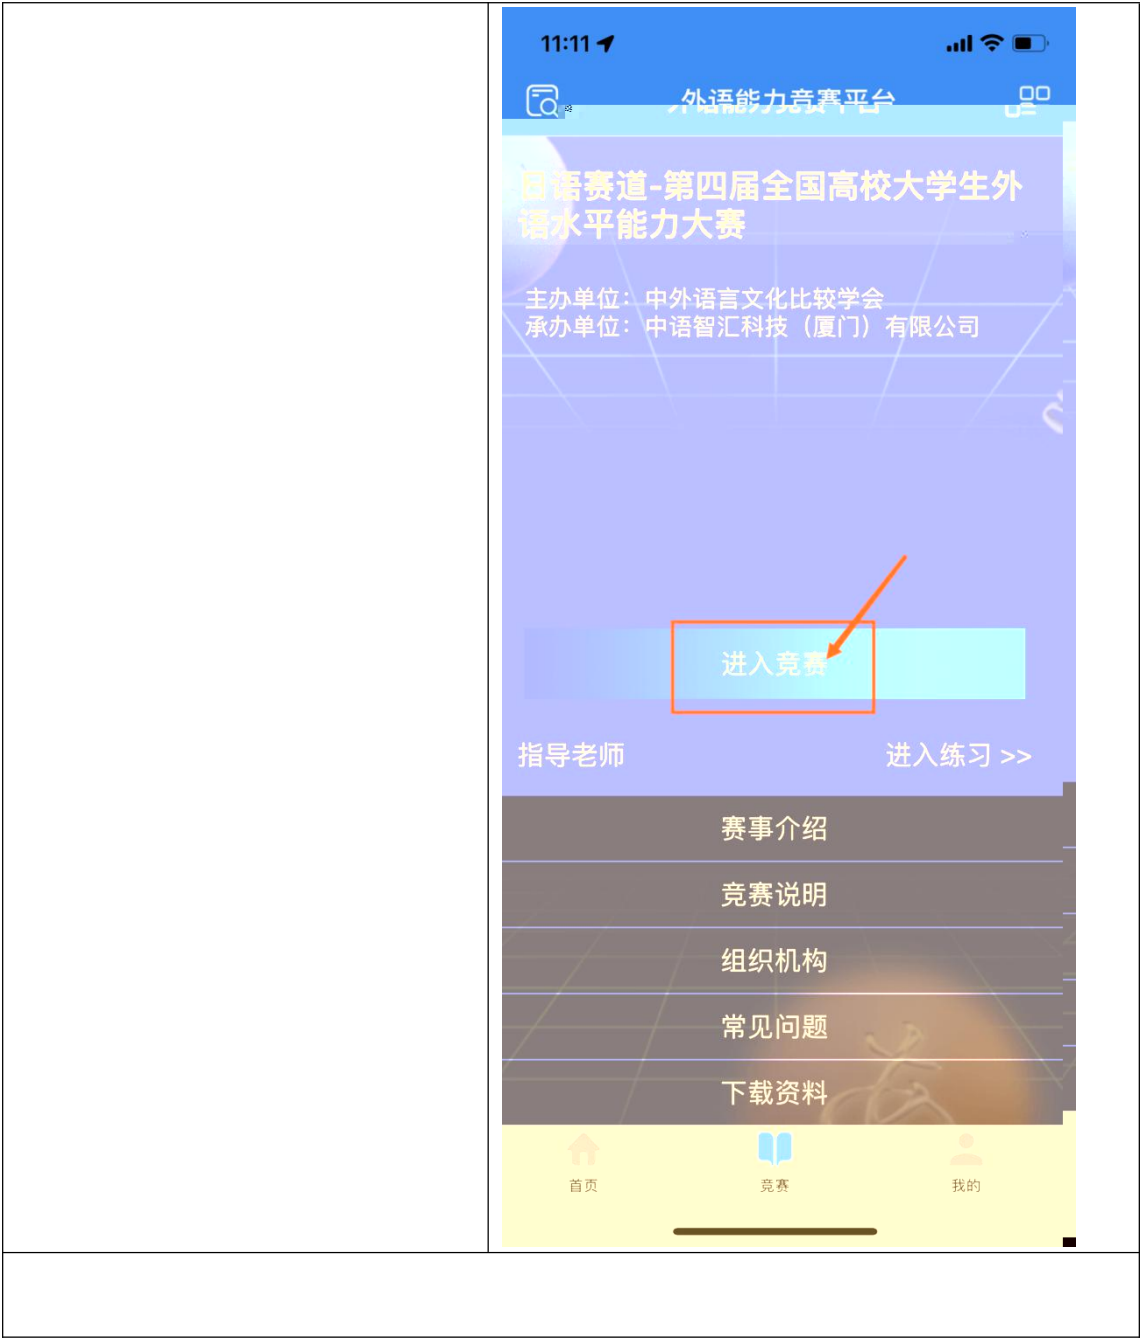 11:11
外语能力竞赛平台
日语赛道-第四届全国高校大学生外
语水平能力大赛
主办单位：中外语言文化比较学会
承办单位：中语智汇科技（厦门）有限公司
进入竞赛
指导老师
进入练习 >>
赛事介绍
竞赛说明
组织机构
常见问题
下载资料
首页
竞赛
我的